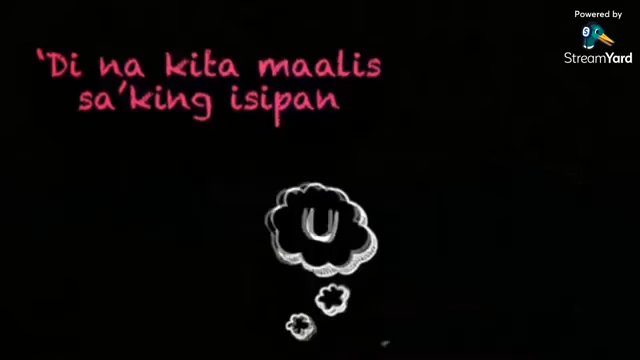 Powered by
StreamYard
'Di na kita maalis
sa'king isipan
U